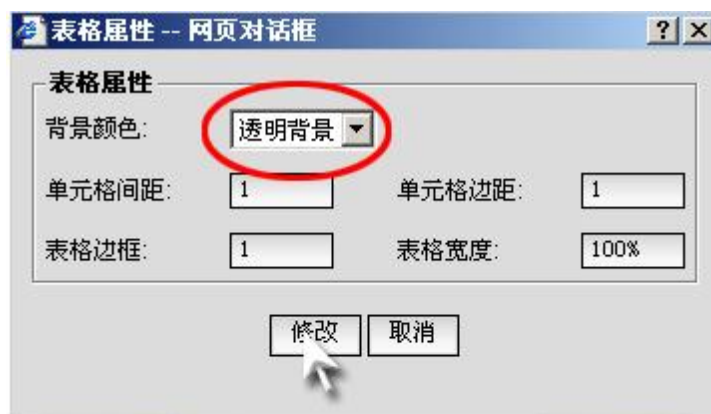 表格属性 -- 网页对话框
表格属性
背景颜色: 透明背景
单元格间距: 1 单元格边距: 1
表格边框: 1 表格宽度: 100%
修改 取消